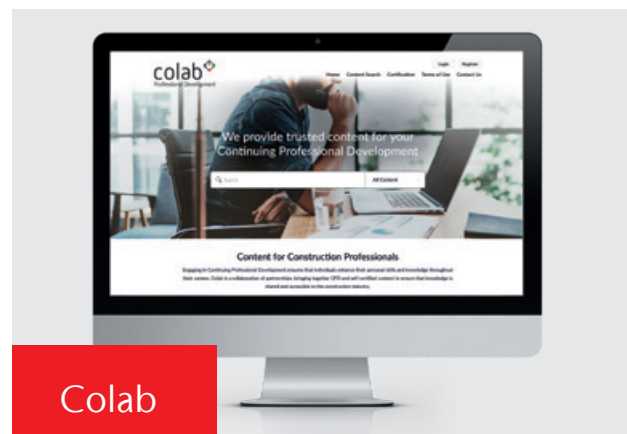 Login Register
colab
Professional Development
Home Content Search Certification Terms of Use Contact Us
We provide trusted content for your
Continuing Professional Development
Search All Content
Content for Construction Professionals
Engaging in Continuing Professional Development ensures that individuals enhance their personal skills and knowledge throughout
their careers. Colab is a collaboration of partnerships, bringing together CPD and self-certified content to ensure that knowledge is
shared and accessible to the construction industry.
Colab